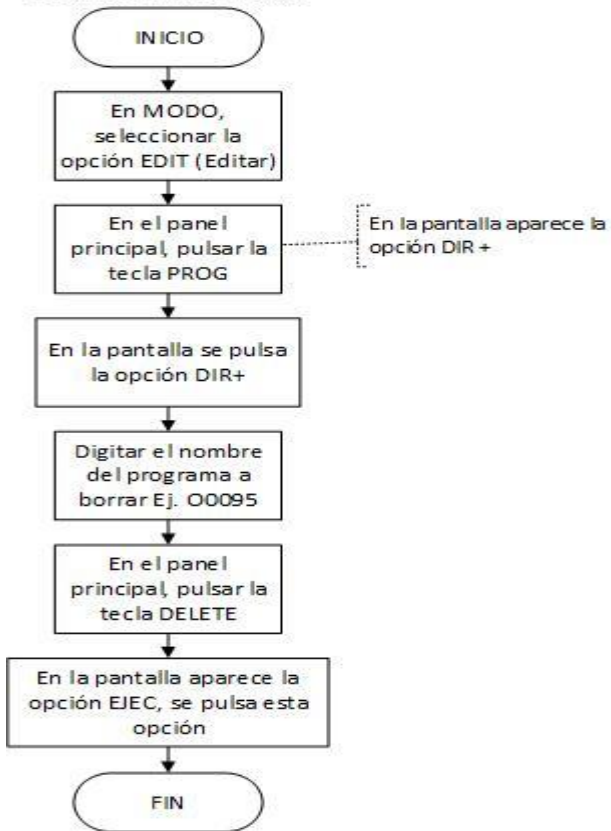 INICIO
En MODO,
seleccionar la
opción EDIT (Editar)
En el panel
principal, pulsar la
tecla PROG
En la pantalla aparece la
opción DIR +
En la pantalla se pulsa
la opción DIR+
Digitar el nombre
del programa a
borrar Ej. O0095
En el panel
principal, pulsar la
tecla DELETE
En la pantalla aparece la
opción EJEC, se pulsa esta
opción
FIN